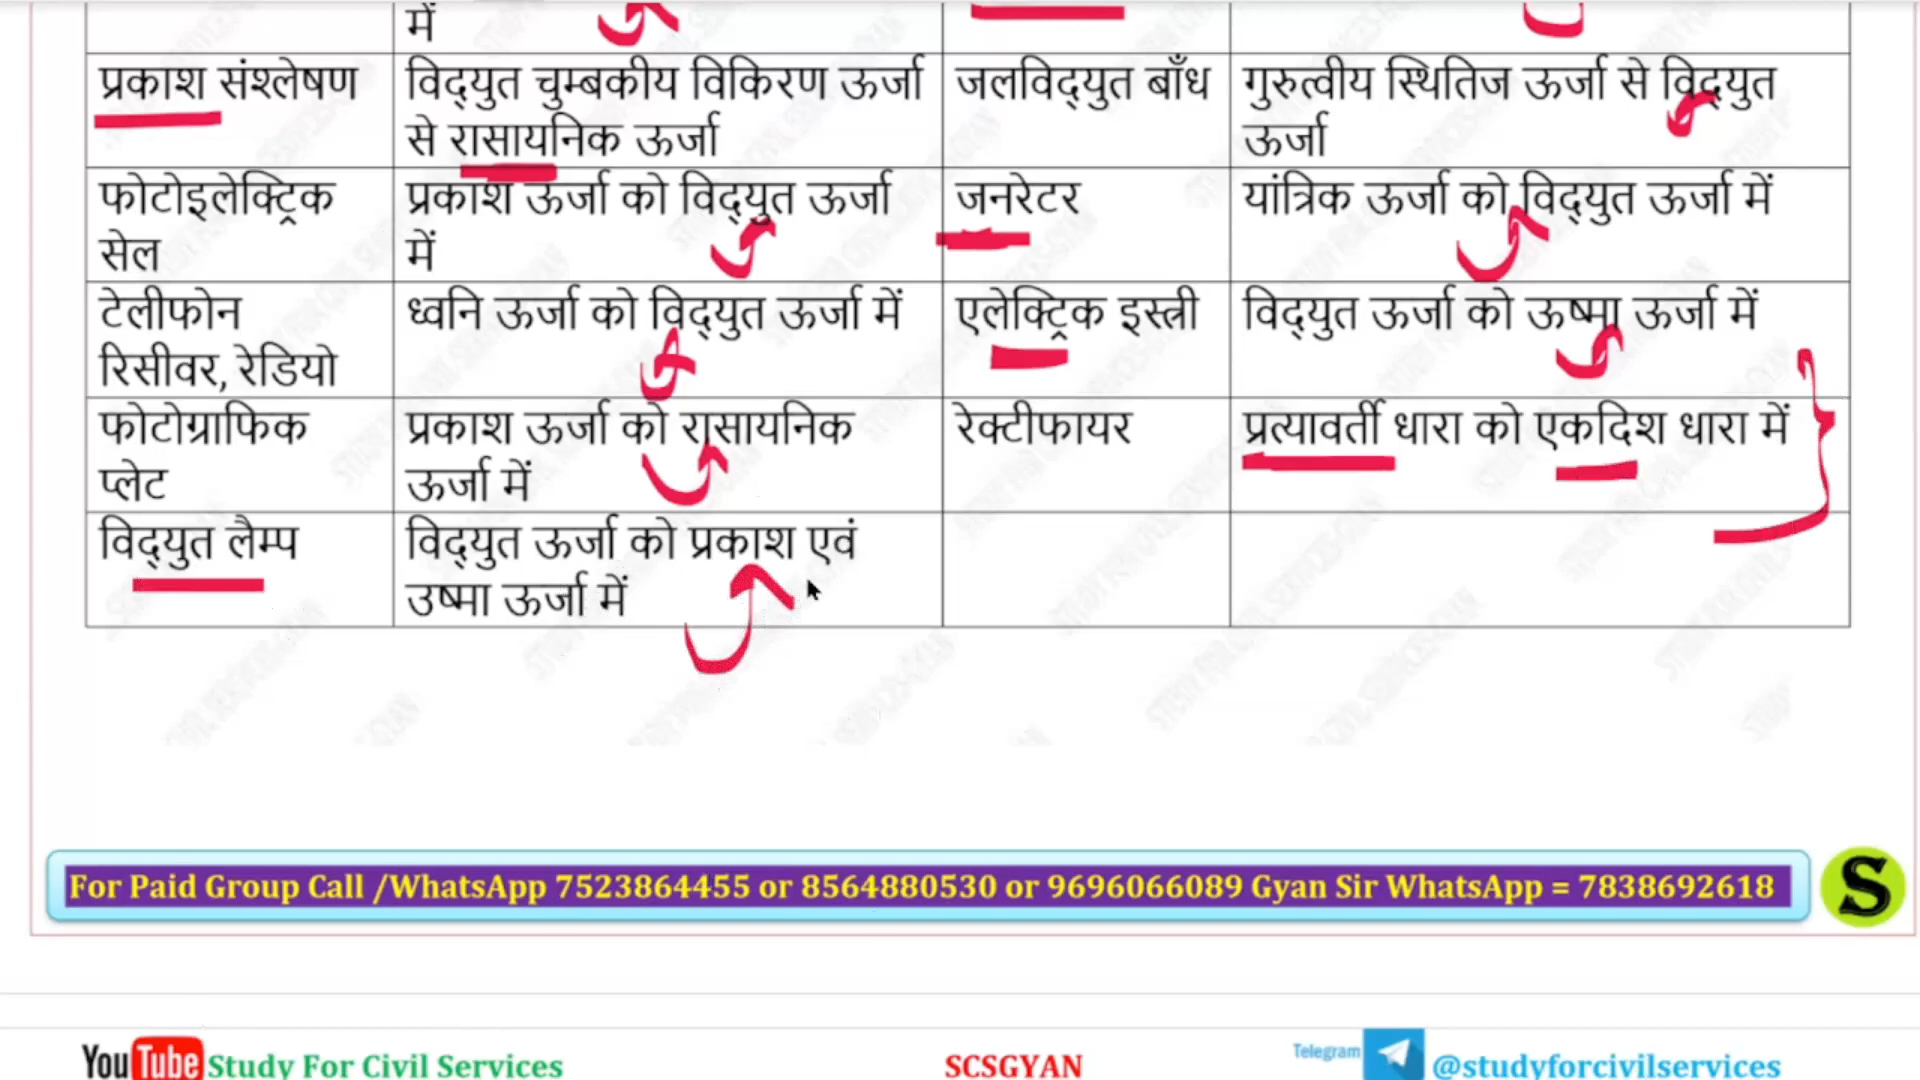 में
प्रकाश संश्लेषण
विद्युत चुम्बकीय विकिरण ऊर्जा
से रासायनिक ऊर्जा
जलविद्युत बाँध
गुरुत्वीय स्थितिज ऊर्जा से विद्युत
ऊर्जा
फोटोइलेक्ट्रिक
सेल
प्रकाश ऊर्जा को विद्युत ऊर्जा
में
जनरेटर
यांत्रिक ऊर्जा को विद्युत ऊर्जा में
टेलीफोन
रिसीवर, रेडियो
ध्वनि ऊर्जा को विद्युत ऊर्जा में
एलेक्ट्रिक इस्त्री
विद्युत ऊर्जा को ऊष्मा ऊर्जा में
फोटोग्राफिक
प्लेट
प्रकाश ऊर्जा को रासायनिक
ऊर्जा में
रेक्टीफायर
प्रत्यावर्ती धारा को एकदिश धारा में
विद्युत लैम्प
विद्युत ऊर्जा को प्रकाश एवं
उष्मा ऊर्जा में
For Paid Group Call /WhatsApp 7523864455 or 8564880530 or 9696066089 Gyan Sir WhatsApp = 7838692618
S
YouTube Study For Civil Services
SCSGYAN
Telegram
@studyforcivilservices